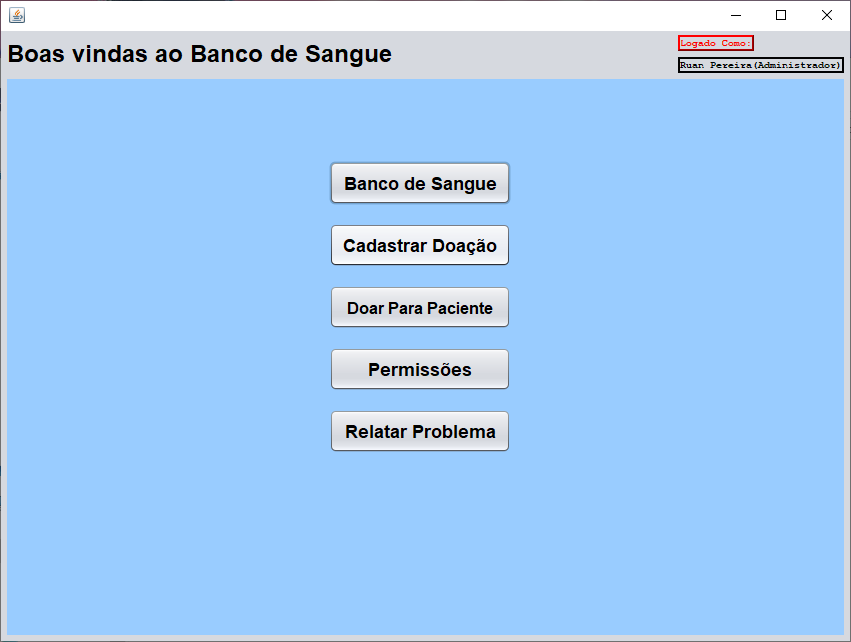 Boas vindas ao Banco de Sangue
Logado Como:
Ruan Pereira(Administrador)
Banco de Sangue
Cadastrar Doação
Doar Para Paciente
Permissões
Relatar Problema